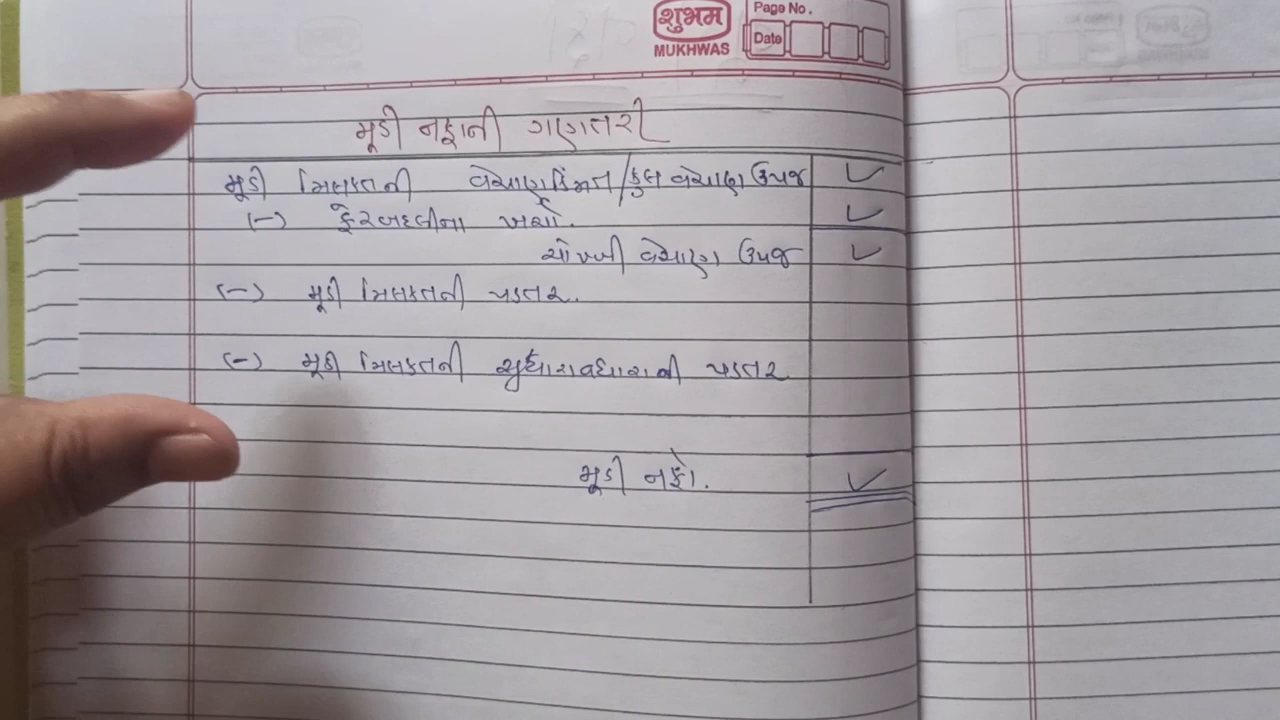 शुभम
MUKHWAS
Page No.
Date
મૂડી નફાની ગણતરી
મૂડી મિલકતની વેચાણકિંમત/કુલ વેચાણ ઉપજ
(-) ફેરબદલીના ખર્ચા.
ચોખ્ખી વેચાણ ઉપજ
(-) મૂડી મિલકતની પડતર.
(-) મૂડી મિલકતની સુધારાવધારાની પડતર
મૂડી નફો.